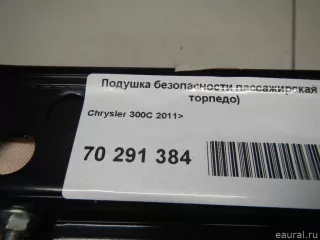 Подушка безопасности пассажирская
торпедо)
Chrysler 300C 2011>
70 291 384
eaural.ru